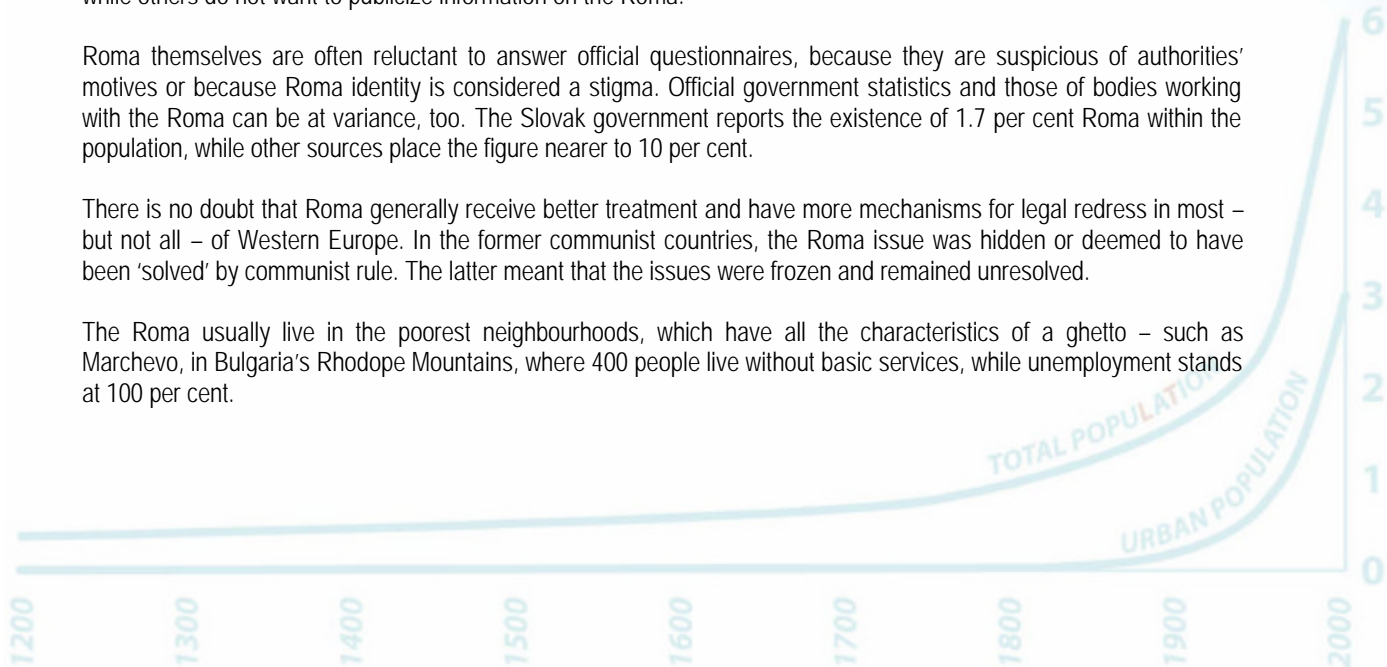 while others do not want to publicize information on the Roma.
Roma themselves are often reluctant to answer official questionnaires, because they are suspicious of authorities’
motives or because Roma identity is considered a stigma. Official government statistics and those of bodies working
with the Roma can be at variance, too. The Slovak government reports the existence of 1.7 per cent Roma within the
population, while other sources place the figure nearer to 10 per cent.
There is no doubt that Roma generally receive better treatment and have more mechanisms for legal redress in most –
but not all – of Western Europe. In the former communist countries, the Roma issue was hidden or deemed to have
been ‘solved’ by communist rule. The latter meant that the issues were frozen and remained unresolved.
The Roma usually live in the poorest neighbourhoods, which have all the characteristics of a ghetto – such as
Marchevo, in Bulgaria’s Rhodope Mountains, where 400 people live without basic services, while unemployment stands
at 100 per cent.
6
5
4
3
2
1
0
TOTAL POPULATION
URBAN POPULATION
1200
1300
1400
1500
1600
1700
1800
1900
2000